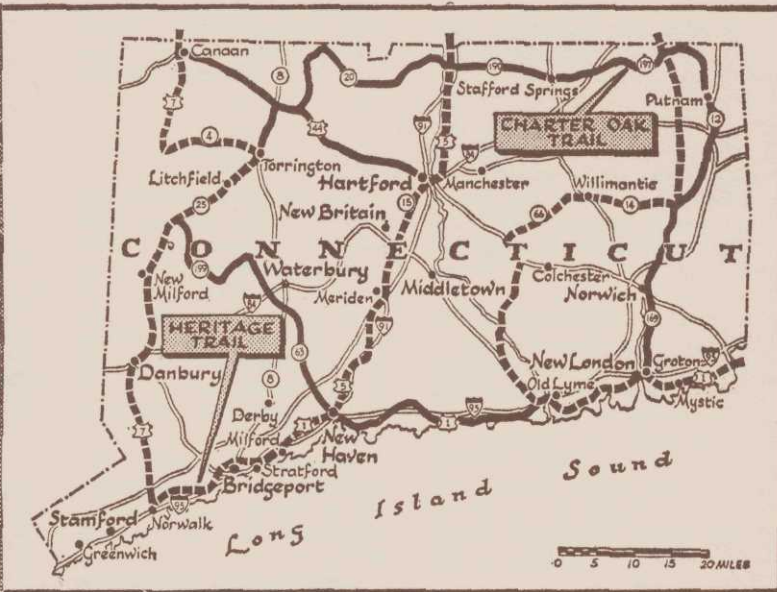 Canaan
7
8
20
44
91
5
190
Stafford Springs
197
Putnam
12
CHARTER OAK
TRAIL
4
Torrington
Litchfield
25
Hartford
84
Manchester
15
New Britain
Willimantic
66
14
CONNECTICUT
199
New
Milford
Waterbury
84
Meriden
Middletown
Colchester
Norwich
91
169
HERITAGE
TRAIL
63
8
Danbury
Derby
5
New London
Groton
95
1
Old Lyme
Mystic
7
Milford
1
New
Haven
95
1
Stratford
Bridgeport
95
Stamford
Norwalk
Greenwich
Long Island Sound
0 5 10 15 20 MILES